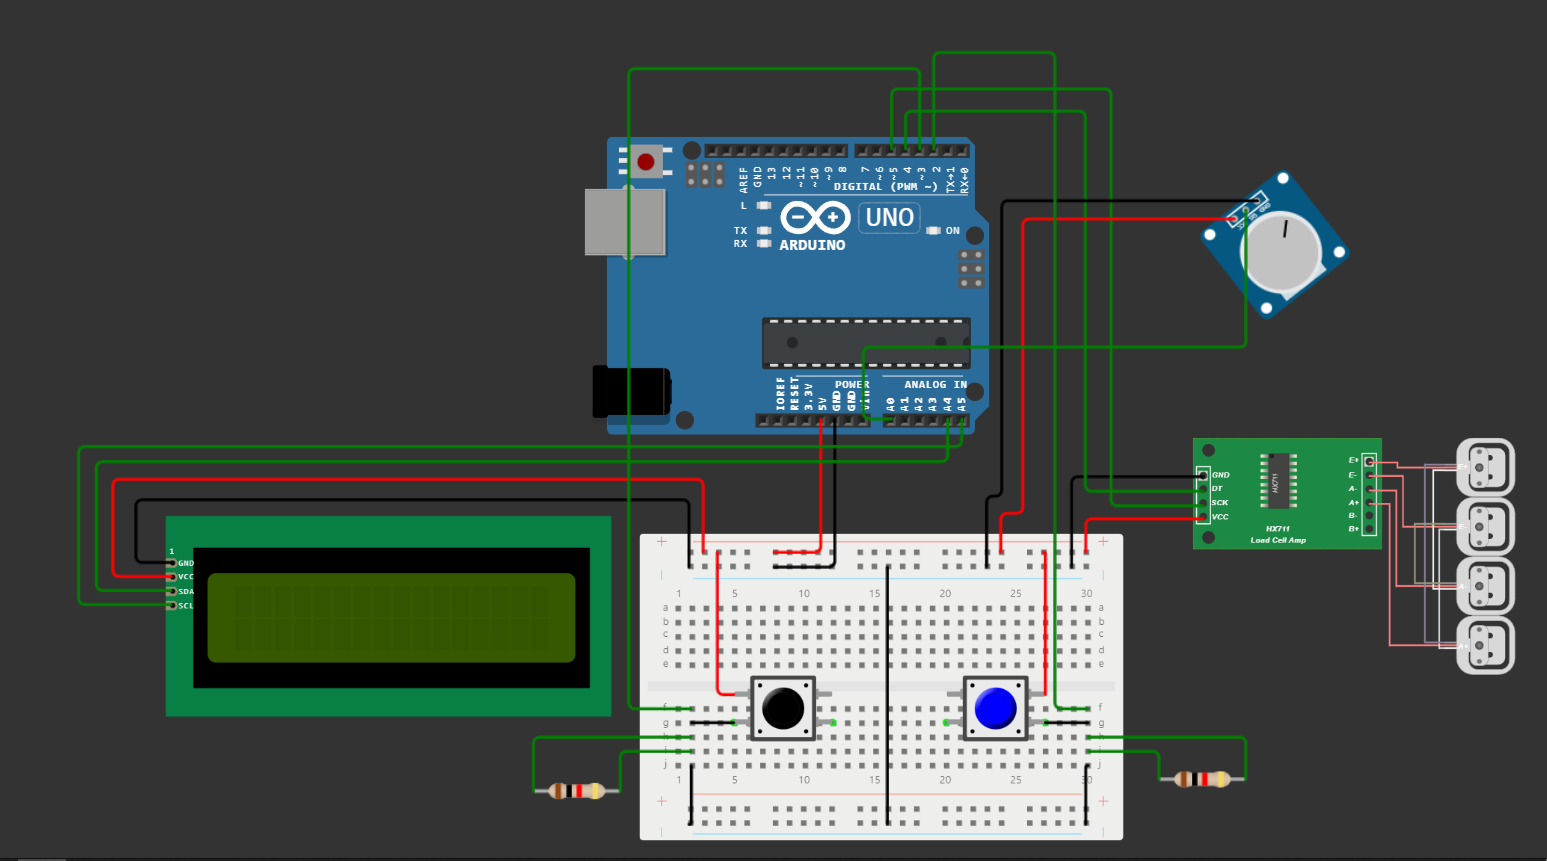 AREF
GND
13
12
~11
~10
~9
8
7
~6
~5
4
~3
2
TX→1
RX←0
DIGITAL (PWM ~)
L
TX
RX
UNO
ARDUINO
ON
POWER
ANALOG IN
IOREF
RESET
3.3V
5V
GND
GND
A0
A1
A2
A3
A4
A5
GND
DT
SCK
VCC
HX711
HX711
Load Cell Amp
E+
E-
A-
A+
B-
B+
1
GND
VCC
SDA
SCL
1 5 10 15 20 25 30
a a
b b
c c
d d
e e
f f
g g
h h
i i
j j
1 5 10 15 20 25 30